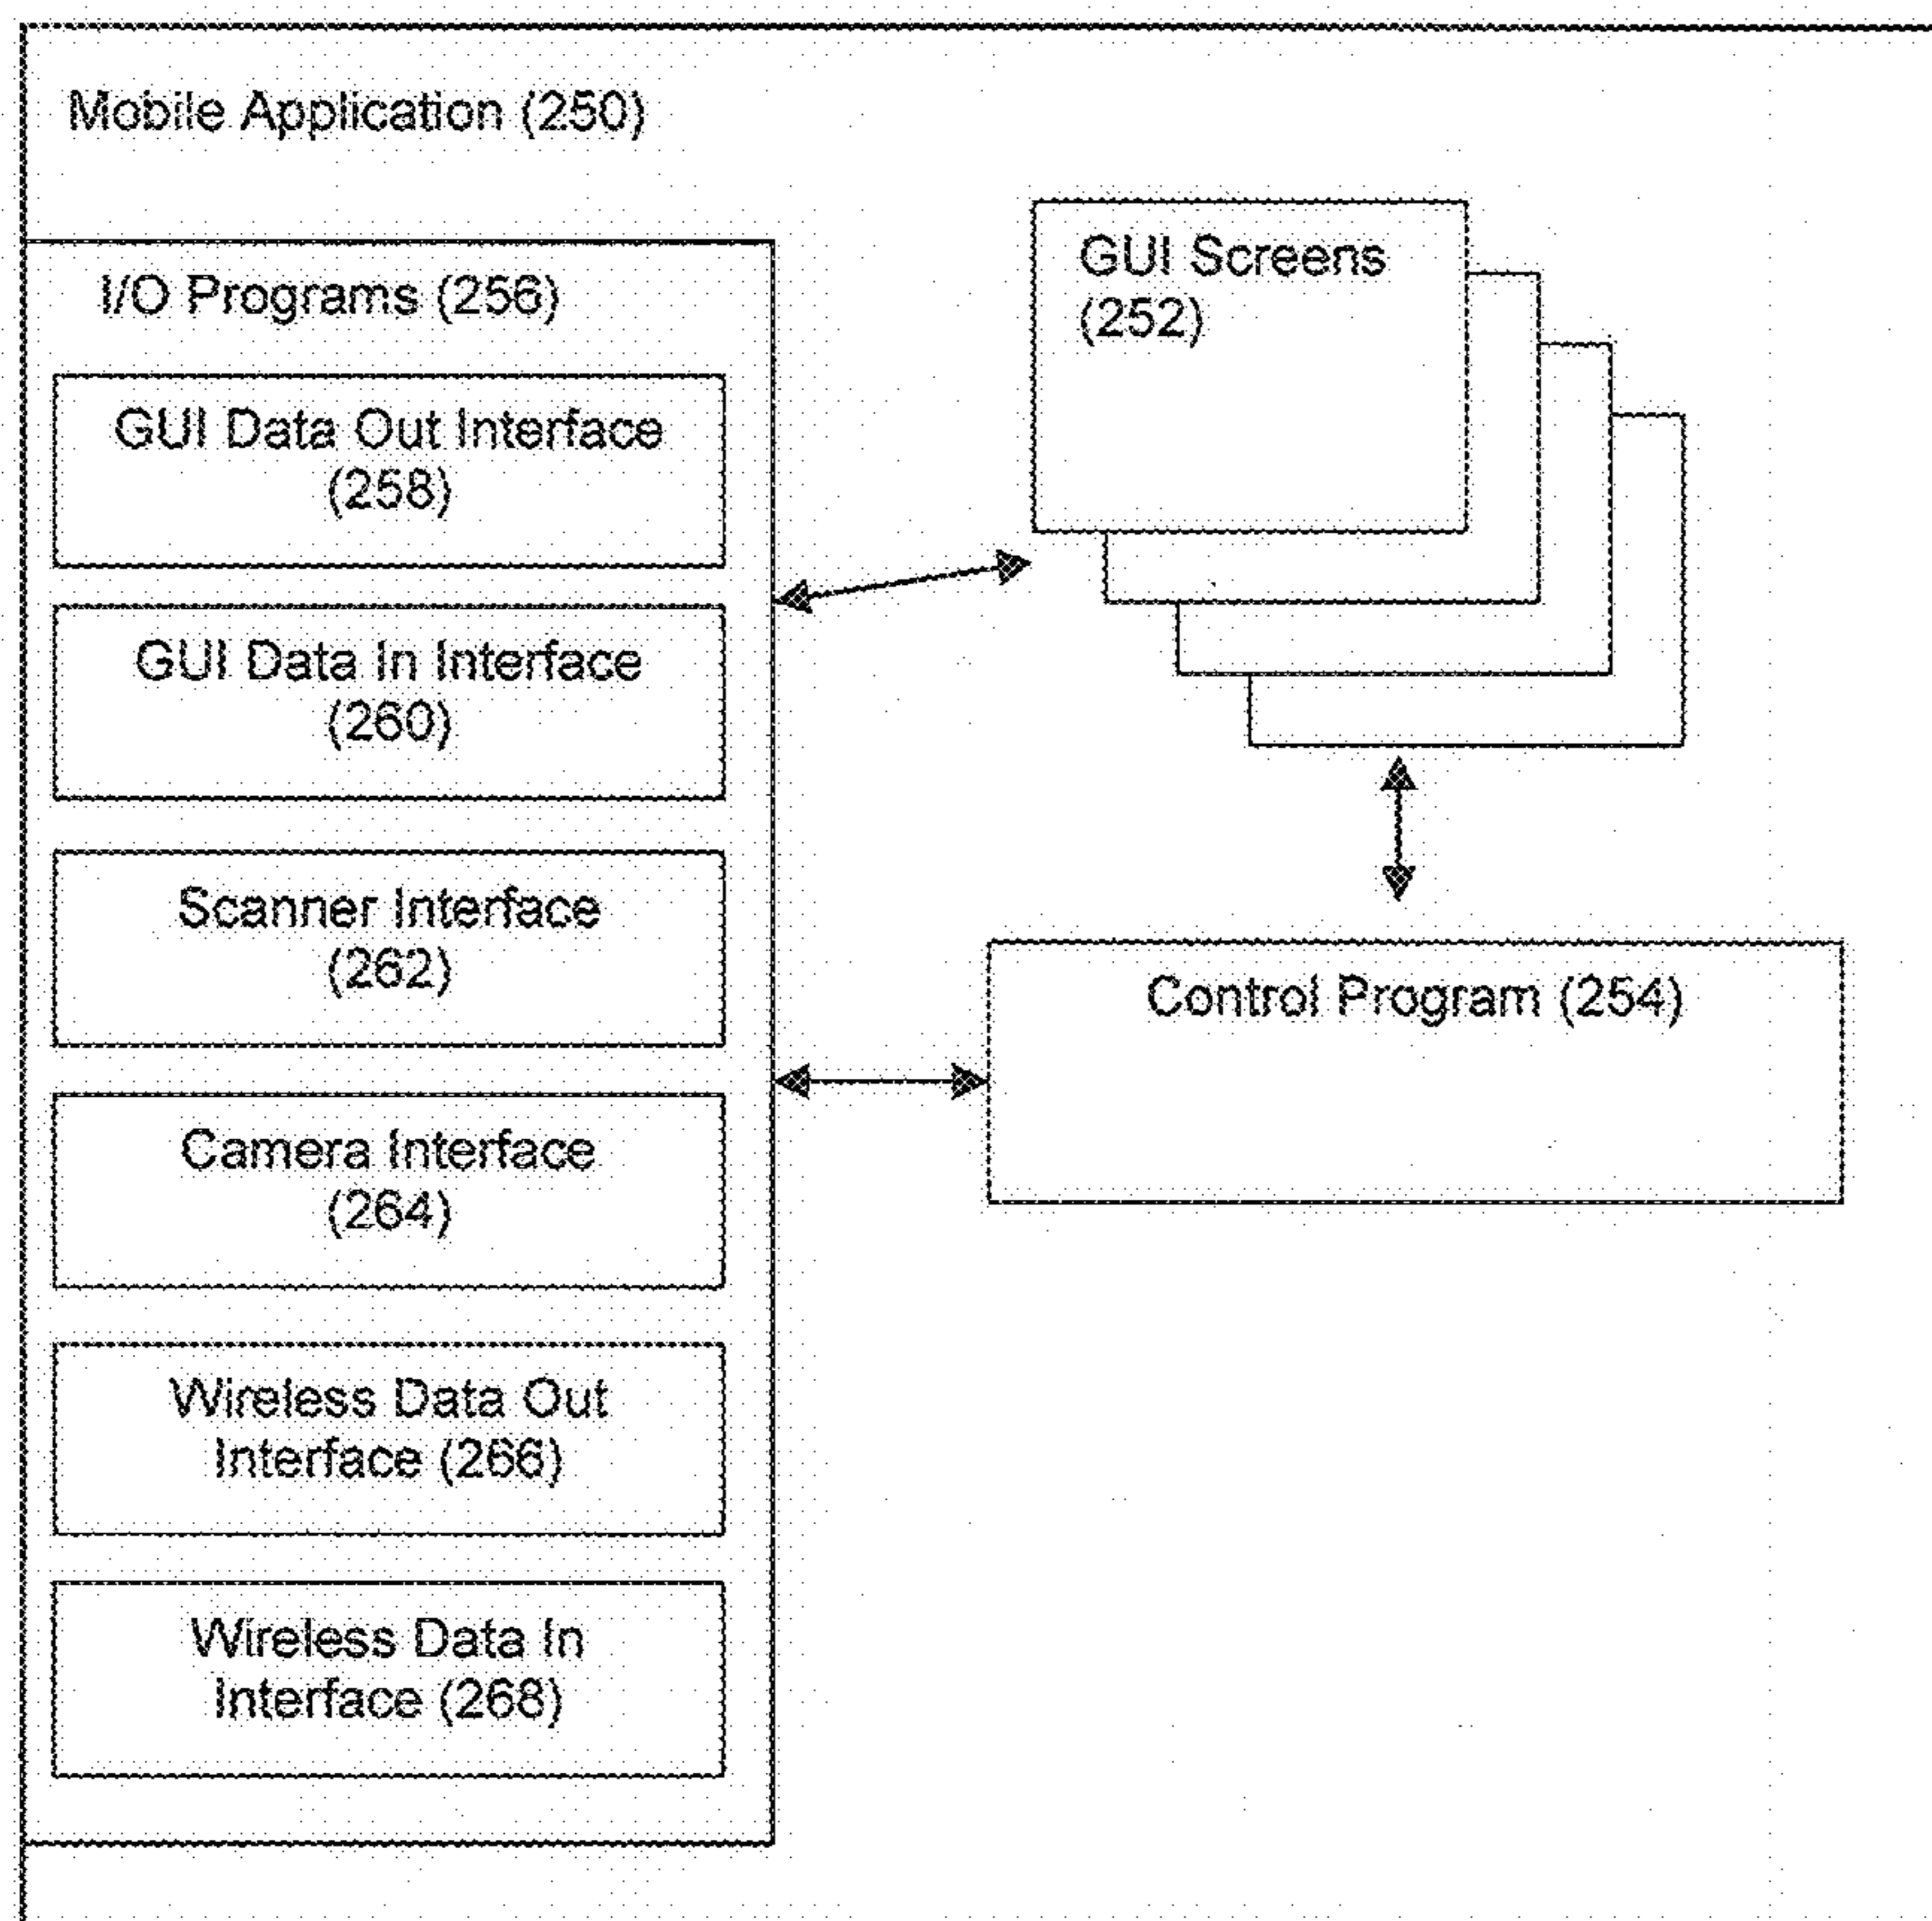 Mobile Application (250)
I/O Programs (256)
GUI Data Out Interface
(258)
GUI Data In Interface
(260)
Scanner Interface
(262)
Camera Interface
(264)
Wireless Data Out
Interface (266)
Wireless Data In
Interface (268)
GUI Screens
(252)
Control Program (254)